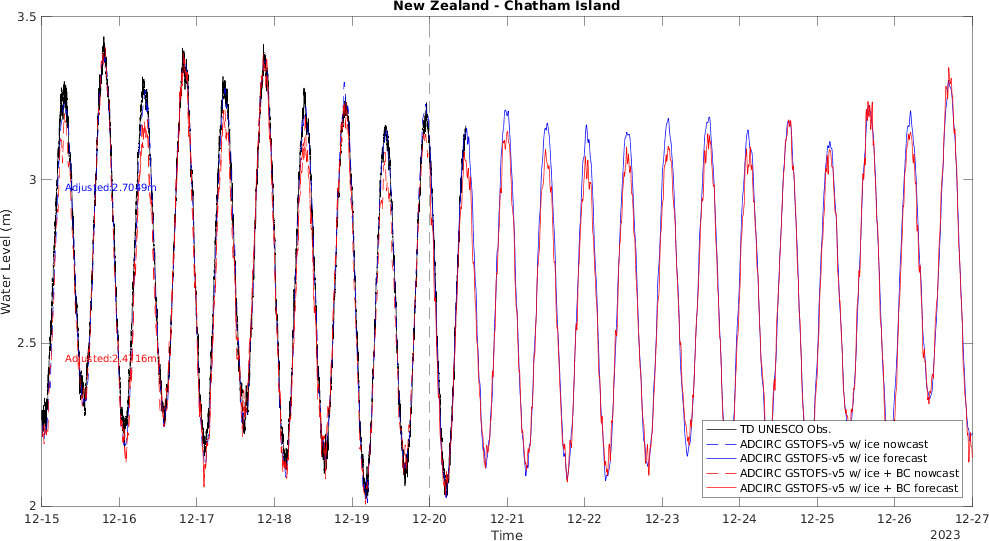 New Zealand - Chatham Island
3.5
3
2.5
2
Water Level (m)
Adjusted:2.7049m
Adjusted:2.4716m
TD UNESCO Obs.
ADCIRC GSTOFS-v5 w/ ice nowcast
ADCIRC GSTOFS-v5 w/ ice forecast
ADCIRC GSTOFS-v5 w/ ice + BC nowcast
ADCIRC GSTOFS-v5 w/ ice + BC forecast
12-15 12-16 12-17 12-18 12-19 12-20 12-21 12-22 12-23 12-24 12-25 12-26 12-27
Time
2023